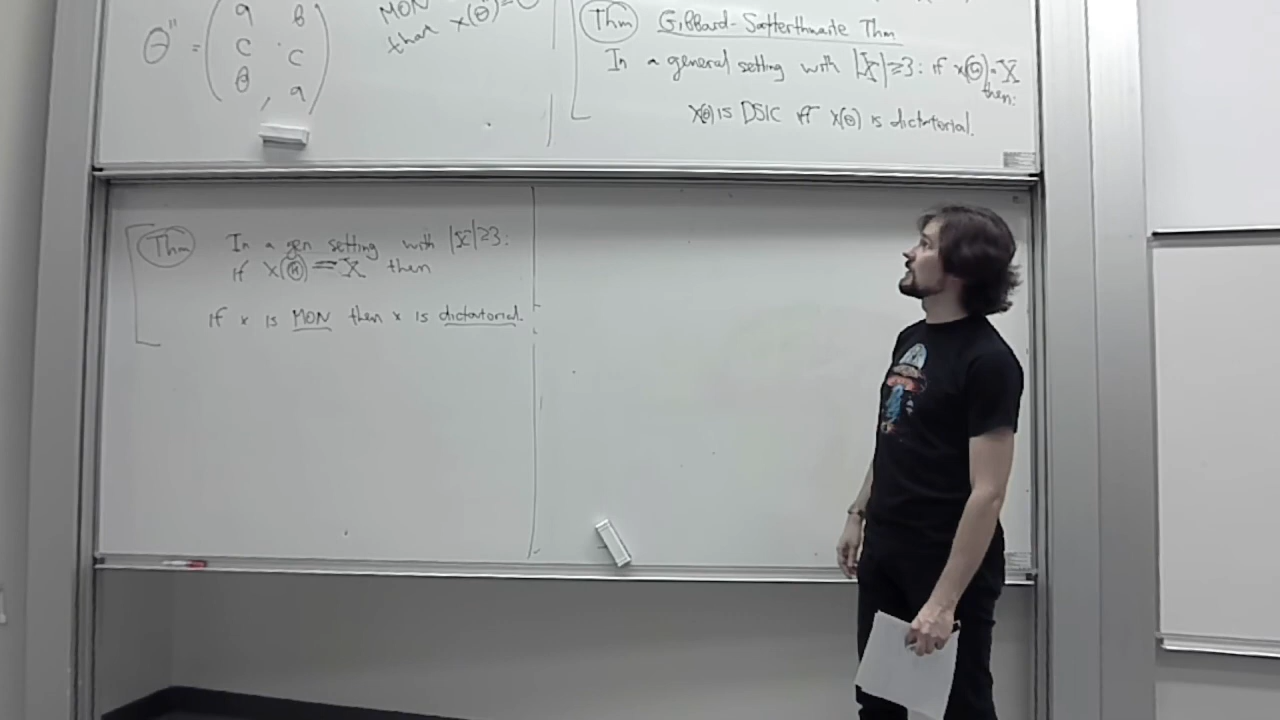 Θ" = ( a b
c c
b , a )
MON
than x(Θ")=
Thm Gibbard-Satterthwaite Thm
In a general setting with |X|≥3: if x(Θ)=X
then:
x(θ) is DSIC iff x(θ) is dictatorial.
Thm In a gen setting with |X|≥3:
if x(Θ) = X then
if x is MON then x is dictatorial.